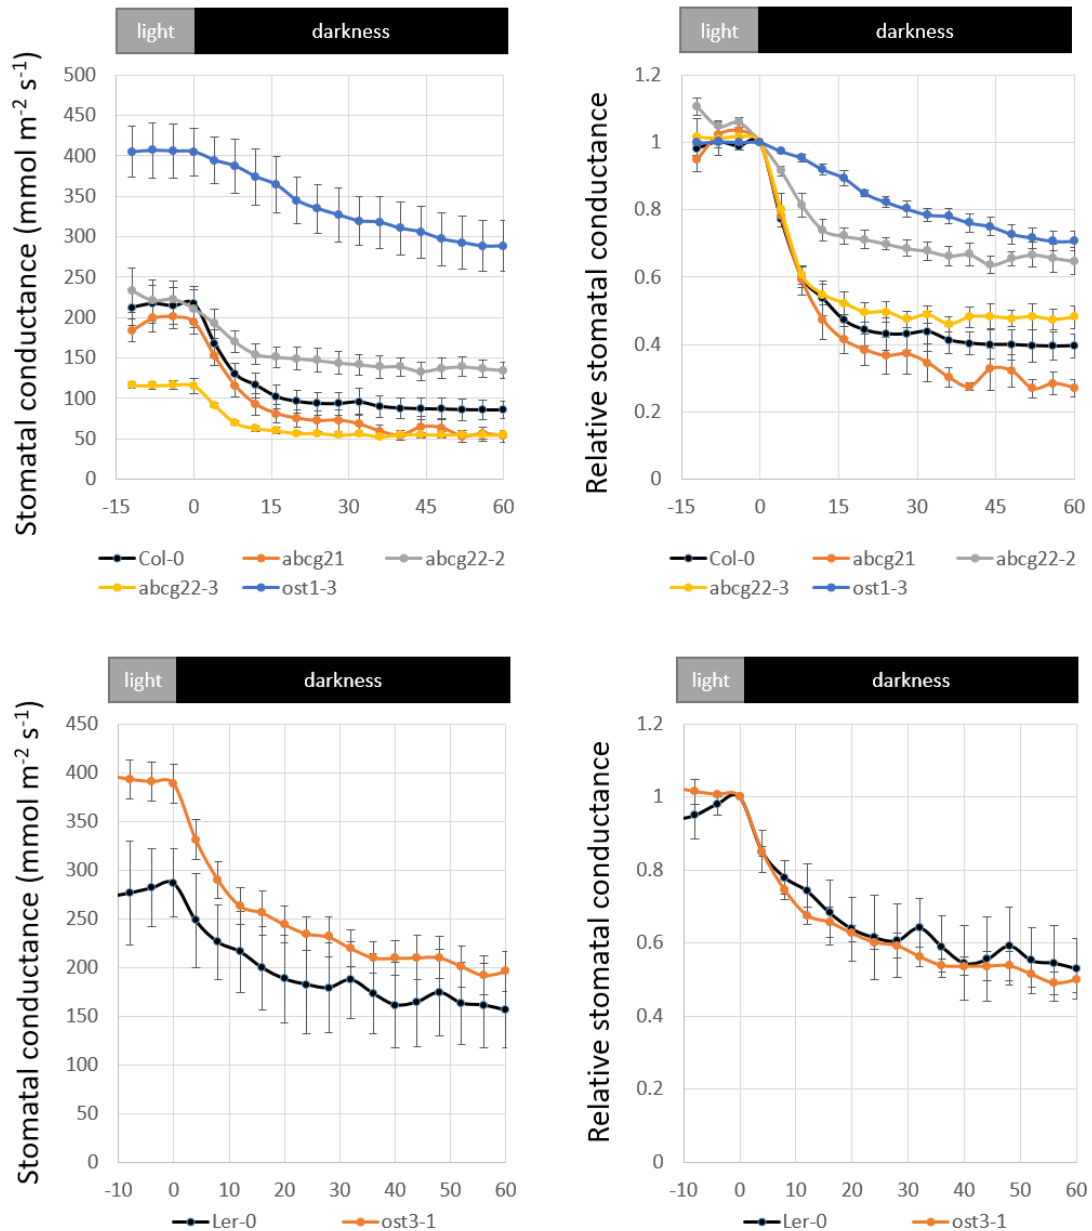 light darkness
Stomatal conductance (mmol m⁻² s⁻¹)
500
450
400
350
300
250
200
150
100
50
0
-15 0 15 30 45 60
Col-0 abcg21 abcg22-2
abcg22-3 ost1-3
light darkness
Relative stomatal conductance
1.2
1
0.8
0.6
0.4
0.2
0
-15 0 15 30 45 60
Col-0 abcg21 abcg22-2
abcg22-3 ost1-3
light darkness
Stomatal conductance (mmol m⁻² s⁻¹)
450
400
350
300
250
200
150
100
50
0
-10 0 10 20 30 40 50 60
Ler-0 ost3-1
light darkness
Relative stomatal conductance
1.2
1
0.8
0.6
0.4
0.2
0
-10 0 10 20 30 40 50 60
Ler-0 ost3-1